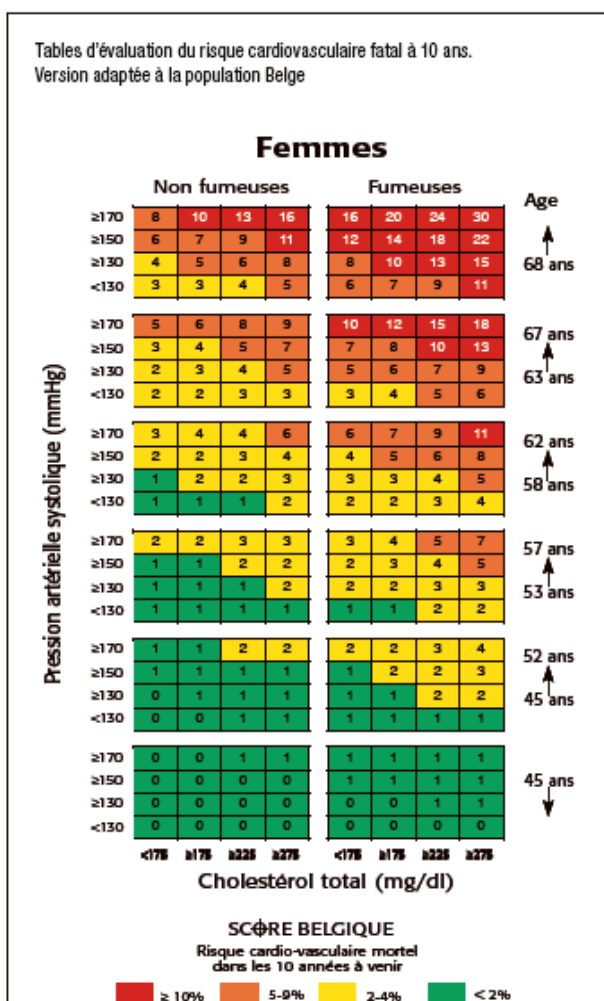 Tables d’évaluation du risque cardiovasculaire fatal à 10 ans.
Version adaptée à la population Belge
Femmes
Non fumeuses Fumeuses Age
≥170 8 10 13 16 16 20 24 30
≥150 6 7 9 11 12 14 18 22
≥130 4 5 6 8 8 10 13 15 68 ans
<130 3 3 4 5 6 7 9 11
≥170 5 6 8 9 10 12 15 18 67 ans
≥150 3 4 5 7 7 8 10 13
≥130 2 3 4 5 5 6 7 9 63 ans
<130 2 2 3 3 3 4 5 6
≥170 3 4 4 6 6 7 9 11 62 ans
≥150 2 2 3 4 4 5 6 8
≥130 1 2 2 3 3 3 4 5 58 ans
<130 1 1 1 2 2 2 3 4
≥170 2 2 3 3 3 4 5 7 57 ans
≥150 1 1 2 2 2 3 4 5
≥130 1 1 1 2 2 2 3 3 53 ans
<130 1 1 1 1 1 1 2 2
≥170 1 1 2 2 2 2 3 4 52 ans
≥150 1 1 1 1 1 2 2 3
≥130 0 1 1 1 1 1 2 2 45 ans
<130 0 0 1 1 1 1 1 1
≥170 0 0 1 1 1 1 1 1
≥150 0 0 0 0 1 1 1 1 45 ans
≥130 0 0 0 0 0 0 1 1
<130 0 0 0 0 0 0 0 0
<175 ≥175 ≥225 ≥275 <175 ≥175 ≥225 ≥275
Pression artérielle systolique (mmHg)
Cholestérol total (mg/dl)
SCORE BELGIQUE
Risque cardio-vasculaire mortel
dans les 10 années à venir
≥ 10% 5-9% 2-4% < 2%